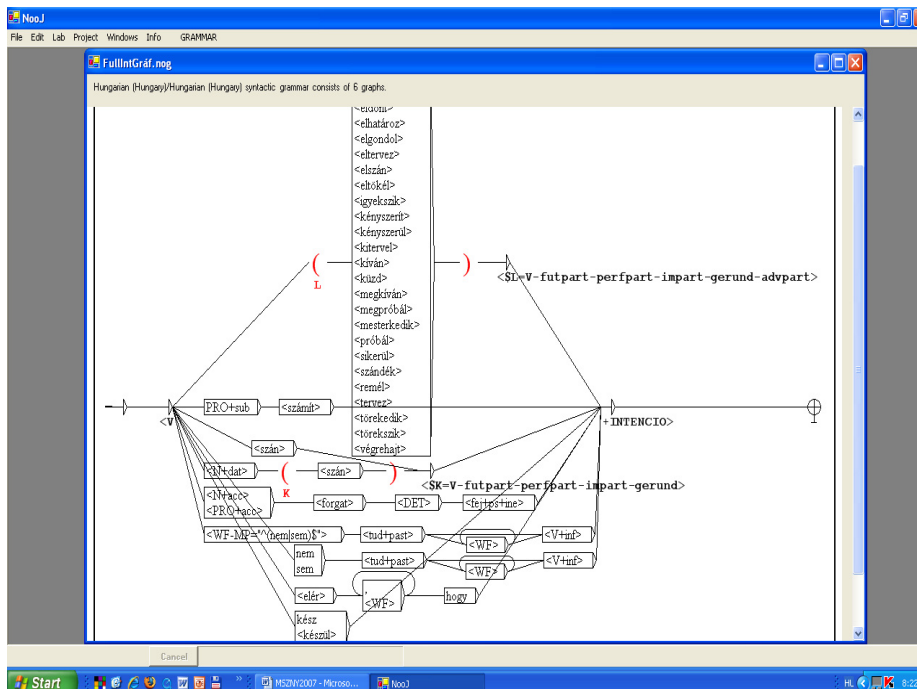 NooJ
File Edit Lab Project Windows Info GRAMMAR
FullIntGráf.nog
Hungarian (Hungary)/Hungarian (Hungary) syntactic grammar consists of 6 graphs.
<eldönt>
<elhatároz>
<elgondol>
<eltervez>
<elszán>
<eltökél>
<igyekszik>
<kényszerít>
<kényszerül>
<kitervel>
<kíván>
<küzd>
<megkíván>
<megpróbál>
<mesterkedik>
<próbál>
<sikerül>
<szándék>
<remél>
<tervez>
<törekedik>
<törekszik>
<végrehajt>
( )
L
<$L=V-futpart-perfpart-impart-gerund-advpart>
PRO+sub <számít>
<V +INTENCIO>
<szán>
<N+dat> ( <szán> )
K
<$K=V-futpart-perfpart-impart-gerund>
<N+acc>
<PRO+acc>
<forgat> <DET> <fej+ps+ine>
<WF-MP="^(nem|sem)$"> <tud+past> <WF> <V+inf>
nem
sem
<tud+past> <WF> <V+inf>
<elér> , hogy
<WF>
kész
<készül>
Cancel
Start MSZNY2007 - Microso... NooJ HL 8:22